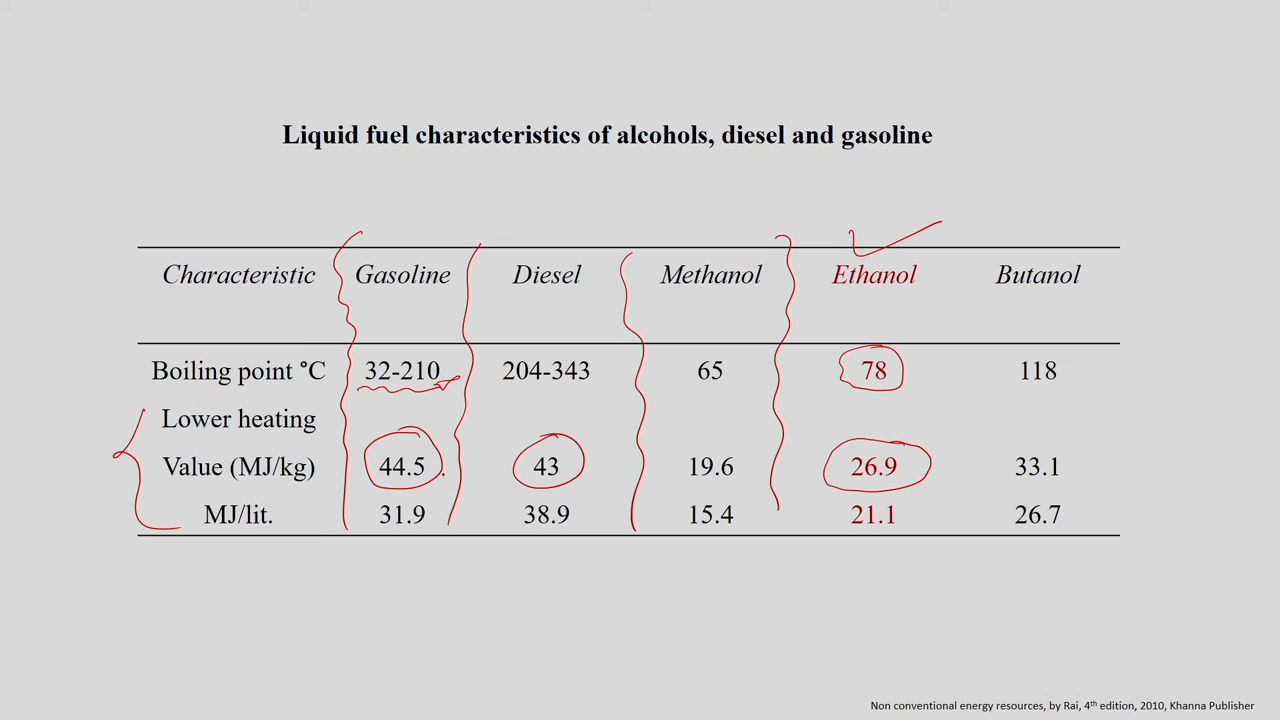 Liquid fuel characteristics of alcohols, diesel and gasoline
Characteristic Gasoline Diesel Methanol Ethanol Butanol
Boiling point °C 32-210 204-343 65 78 118
Lower heating
Value (MJ/kg) 44.5 43 19.6 26.9 33.1
MJ/lit. 31.9 38.9 15.4 21.1 26.7
Non conventional energy resources, by Rai, 4th edition, 2010, Khanna Publisher